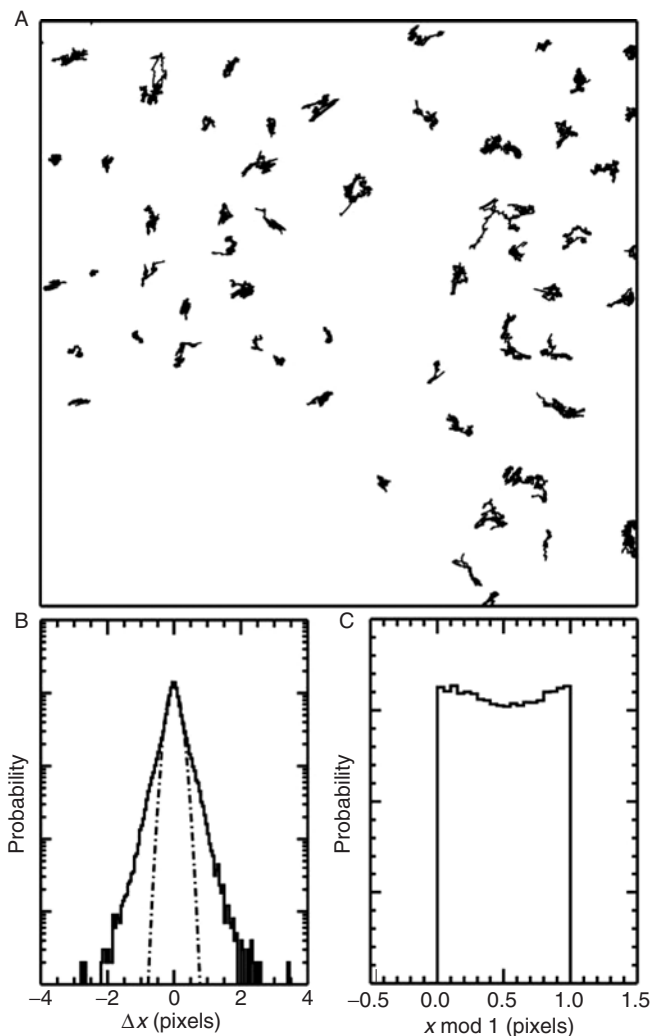 A
B
C
Probability
Probability
−4
−2
0
2
4
−0.5
0.0
0.5
1.0
1.5
Δx (pixels)
x mod 1 (pixels)